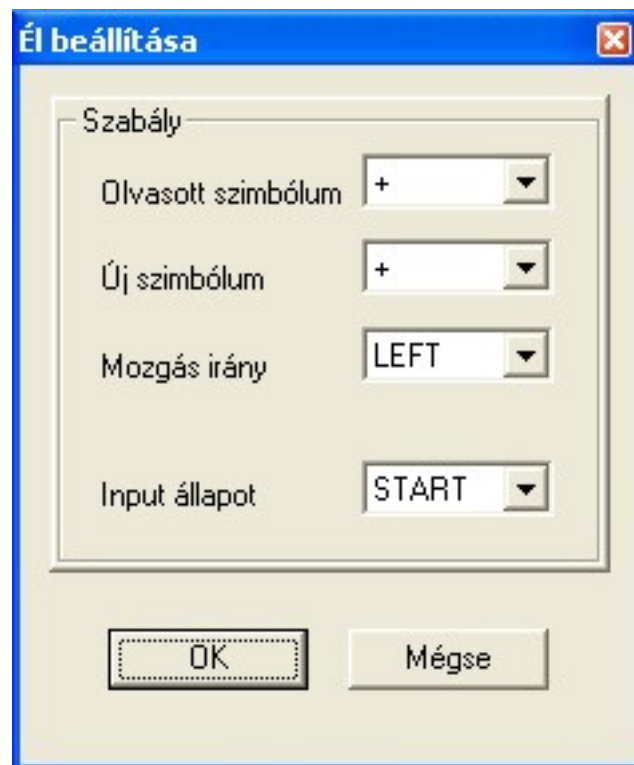 Él beállítása
Szabály
Olvasott szimbólum +
Új szimbólum +
Mozgás irány LEFT
Input állapot START
OK Mégse